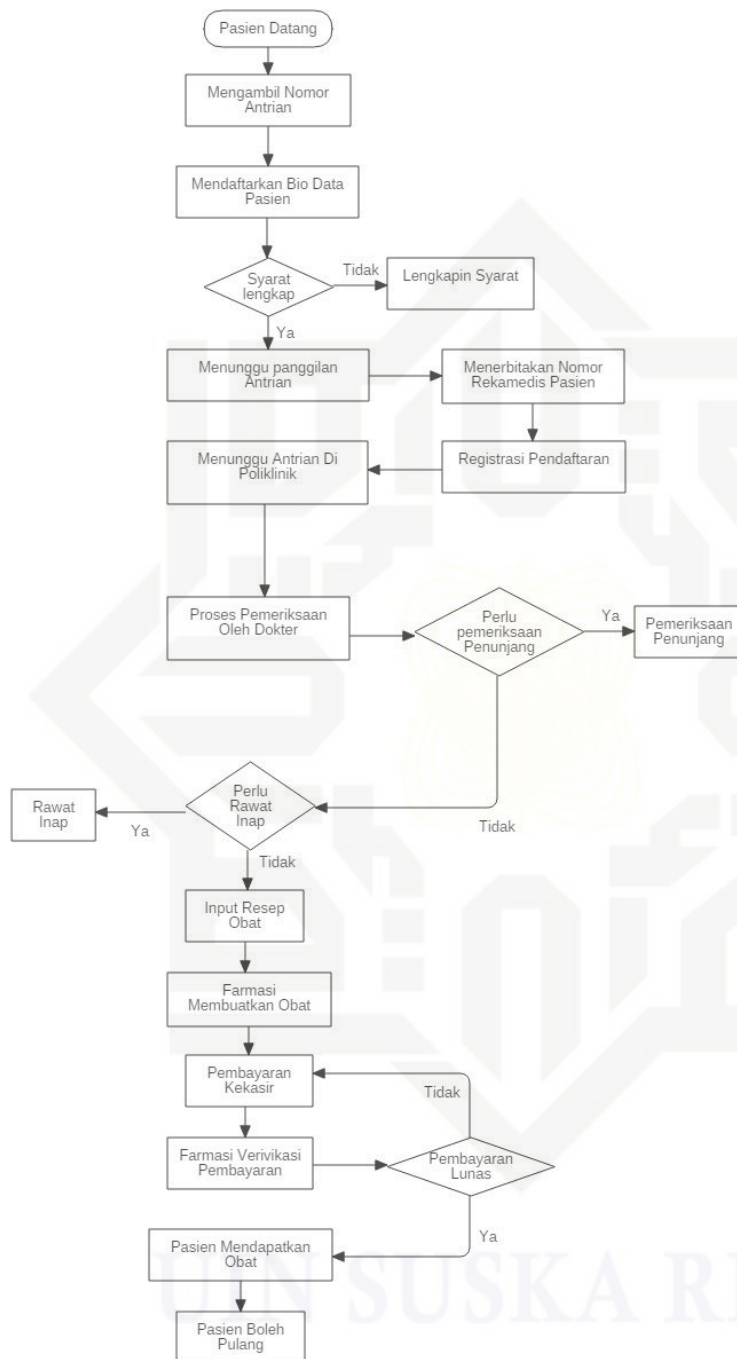 Pasien Datang
Mengambil Nomor
Antrian
Mendaftarkan Bio Data
Pasien
Syarat
lengkap
Tidak
Lengkapin Syarat
Ya
Menunggu panggilan
Antrian
Menerbitakan Nomor
Rekamedis Pasien
Registrasi Pendaftaran
Menunggu Antrian Di
Poliklinik
Proses Pemeriksaan
Oleh Dokter
Perlu
pemeriksaan
Penunjang
Ya
Pemeriksaan
Penunjang
Tidak
Perlu
Rawat
Inap
Ya
Rawat
Inap
Tidak
Input Resep
Obat
Farmasi
Membuatkan Obat
Pembayaran
Kekasir
Tidak
Farmasi Verivikasi
Pembayaran
Pembayaran
Lunas
Ya
Pasien Mendapatkan
Obat
Pasien Boleh
Pulang
UIN SUSKA